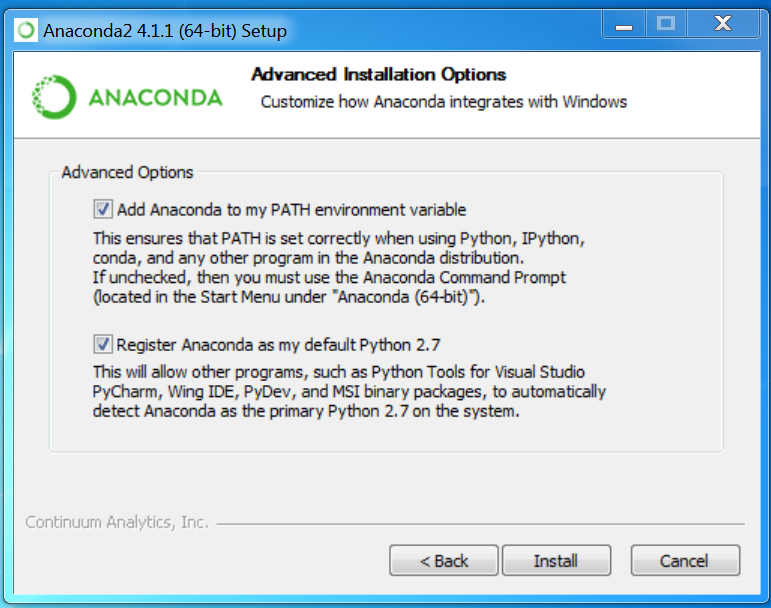 Anaconda2 4.1.1 (64-bit) Setup
ANACONDA
Advanced Installation Options
Customize how Anaconda integrates with Windows
Advanced Options
Add Anaconda to my PATH environment variable
This ensures that PATH is set correctly when using Python, IPython,
conda, and any other program in the Anaconda distribution.
If unchecked, then you must use the Anaconda Command Prompt
(located in the Start Menu under "Anaconda (64-bit)").
Register Anaconda as my default Python 2.7
This will allow other programs, such as Python Tools for Visual Studio
PyCharm, Wing IDE, PyDev, and MSI binary packages, to automatically
detect Anaconda as the primary Python 2.7 on the system.
Continuum Analytics, Inc.
< Back
Install
Cancel